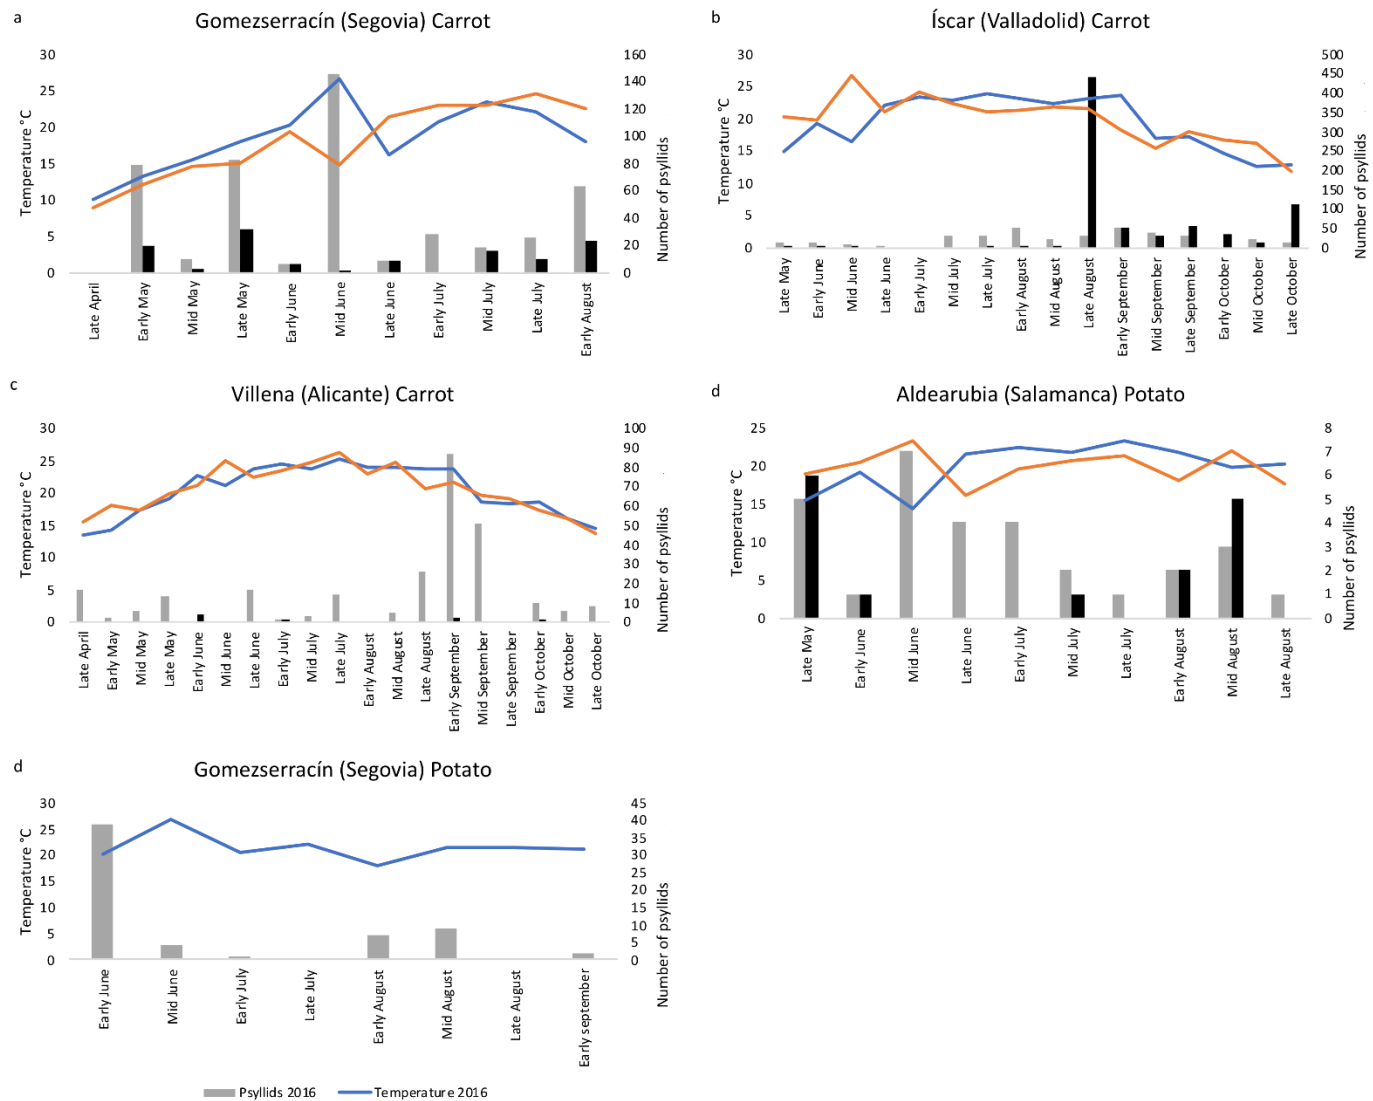 a
Gomezserracín (Segovia) Carrot
30
25
20
15
10
5
0
Temperature °C
160
140
120
100
80
60
40
20
0
Number of psyllids
Late April
Early May
Mid May
Late May
Early June
Mid June
Late June
Early July
Mid July
Late July
Early August
b
Íscar (Valladolid) Carrot
30
25
20
15
10
5
0
Temperature °C
500
450
400
350
300
250
200
150
100
50
0
Number of psyllids
Late May
Early June
Mid June
Late June
Early July
Mid July
Late July
Early August
Mid August
Late August
Early September
Mid September
Late September
Early October
Mid October
Late October
c
Villena (Alicante) Carrot
30
25
20
15
10
5
0
Temperature °C
100
90
80
70
60
50
40
30
20
10
0
Number of psyllids
Late April
Early May
Mid May
Late May
Early June
Mid June
Late June
Early July
Mid July
Late July
Early August
Mid August
Late August
Early September
Mid September
Late September
Early October
Mid October
Late October
d
Aldearubia (Salamanca) Potato
25
20
15
10
5
0
Temperature °C
8
7
6
5
4
3
2
1
0
Number of psyllids
Late May
Early June
Mid June
Late June
Early July
Mid July
Late July
Early August
Mid August
Late August
d
Gomezserracín (Segovia) Potato
30
25
20
15
10
5
0
Temperature °C
45
40
35
30
25
20
15
10
5
0
Number of psyllids
Early June
Mid June
Early July
Late July
Early August
Mid August
Late August
Early september
Psyllids 2016
Temperature 2016